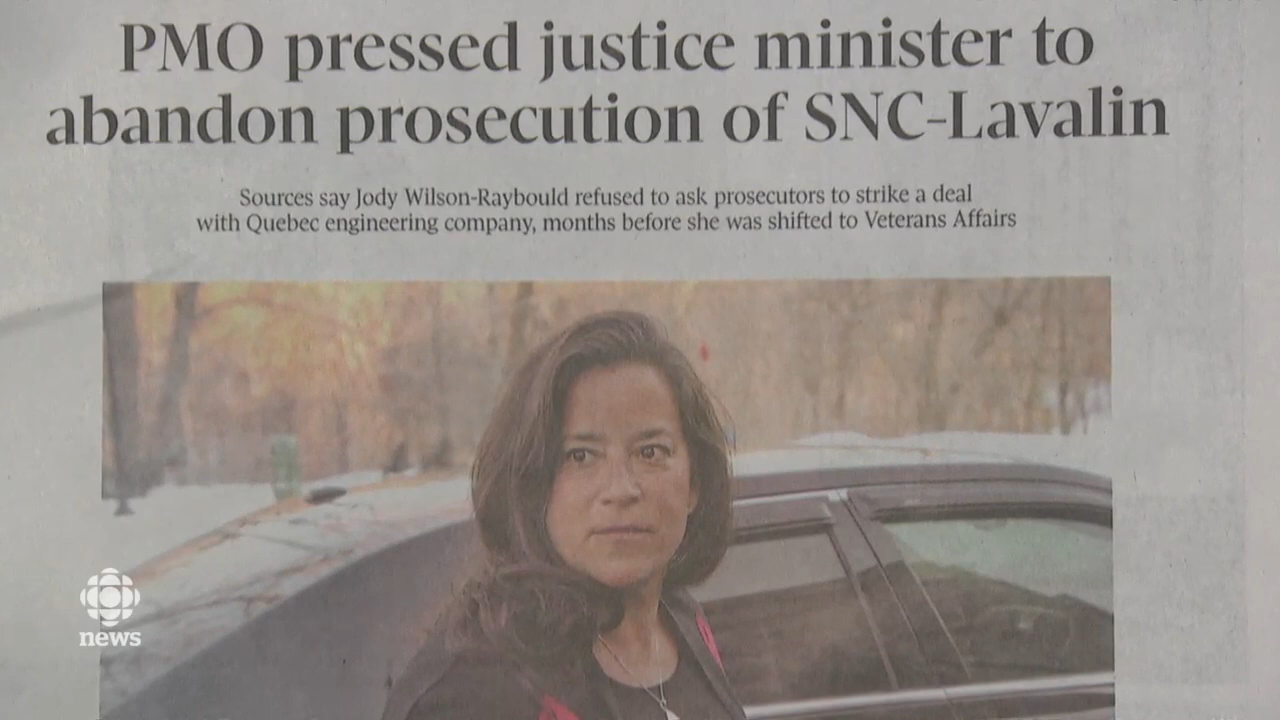 PMO pressed justice minister to
abandon prosecution of SNC-Lavalin
Sources say Jody Wilson-Raybould refused to ask prosecutors to strike a deal
with Quebec engineering company, months before she was shifted to Veterans Affairs
news